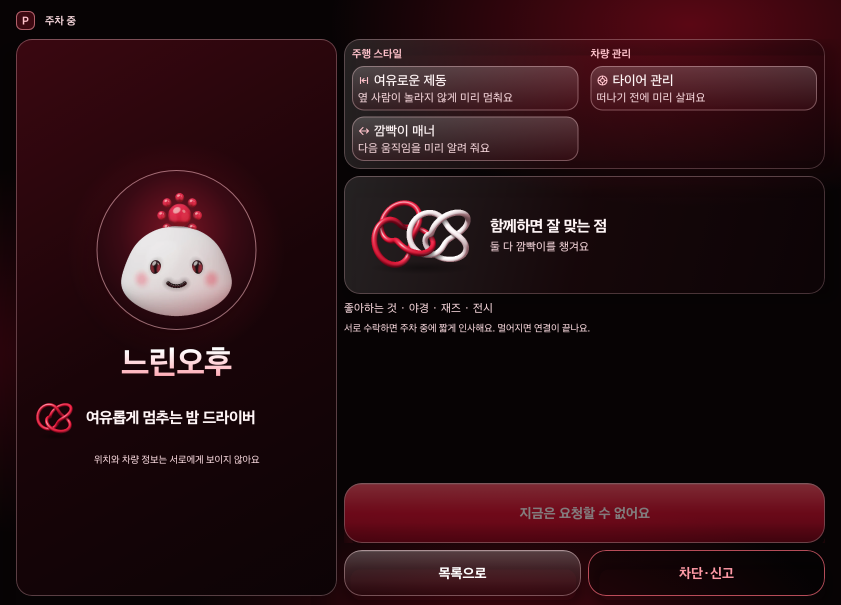 P 주차 중
느린오후
여유롭게 멈추는 밤 드라이버
위치와 차량 정보는 서로에게 보이지 않아요
주행 스타일
여유로운 제동
옆 사람이 놀라지 않게 미리 멈춰요
깜빡이 매너
다음 움직임을 미리 알려 줘요
차량 관리
타이어 관리
떠나기 전에 미리 살펴요
함께하면 잘 맞는 점
둘 다 깜빡이를 챙겨요
좋아하는 것 · 야경 · 재즈 · 전시
서로 수락하면 주차 중에 짧게 인사해요. 멀어지면 연결이 끝나요.
지금은 요청할 수 없어요
목록으로
차단·신고